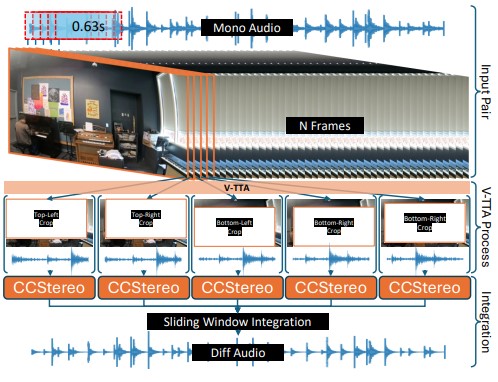 0.63s
Mono Audio
Input Pair
N Frames
V-TTA
V-TTA Process
Top-Left
Crop
Top-Right
Crop
Bottom-Left
Crop
Bottom-Right
Crop
Bottom-Right
Crop
CCStereo
CCStereo
CCStereo
CCStereo
CCStereo
Integration
Sliding Window Integration
Diff Audio